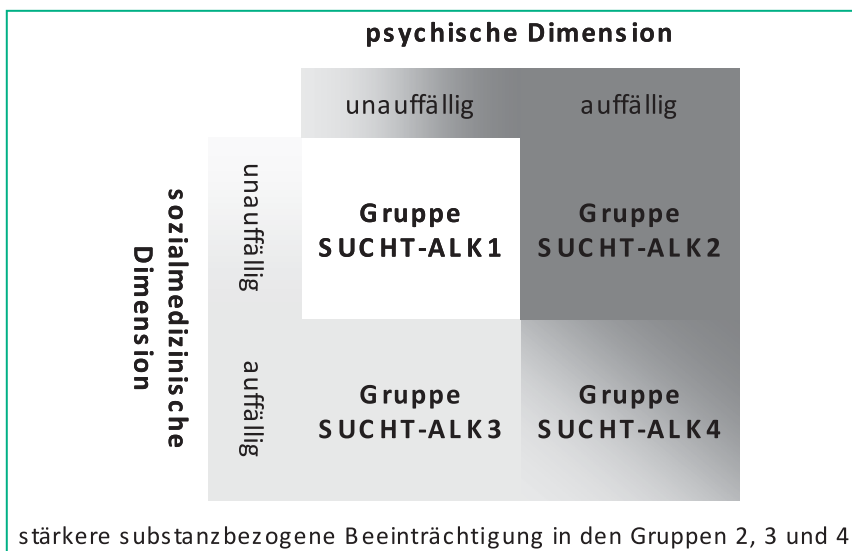 psychische Dimension
unauffällig
auffällig
sozialmedizinische
Dimension
unauffällig
Gruppe
SUCHT-ALK1
Gruppe
SUCHT-ALK2
auffällig
Gruppe
SUCHT-ALK3
Gruppe
SUCHT-ALK4
stärkere substanzbezogene Beeinträchtigung in den Gruppen 2, 3 und 4